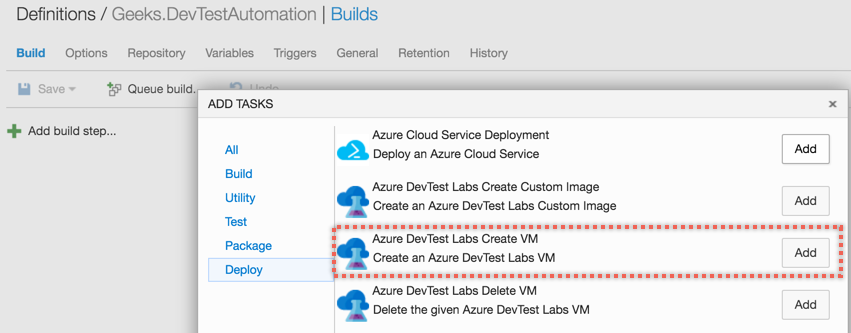 Definitions / Geeks.DevTestAutomation | Builds
Build Options Repository Variables Triggers General Retention History
Save Queue build... Undo
Add build step...
ADD TASKS
All
Build
Utility
Test
Package
Deploy
Azure Cloud Service Deployment
Deploy an Azure Cloud Service
Add
Azure DevTest Labs Create Custom Image
Create an Azure DevTest Labs Custom Image
Add
Azure DevTest Labs Create VM
Create an Azure DevTest Labs VM
Add
Azure DevTest Labs Delete VM
Delete the given Azure DevTest Labs VM
Add